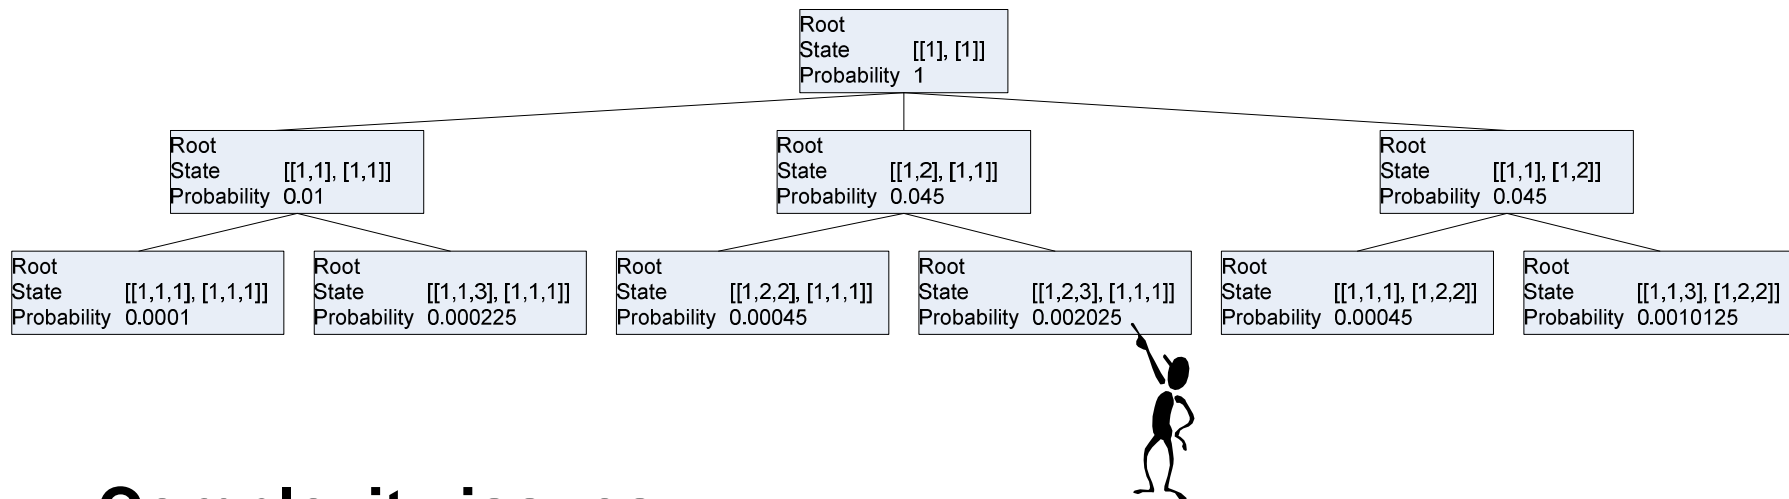 Root
State [[1], [1]]
Probability 1
Root
State [[1,1], [1,1]]
Probability 0.01
Root
State [[1,2], [1,1]]
Probability 0.045
Root
State [[1,1], [1,2]]
Probability 0.045
Root
State [[1,1,1], [1,1,1]]
Probability 0.0001
Root
State [[1,1,3], [1,1,1]]
Probability 0.000225
Root
State [[1,2,2], [1,1,1]]
Probability 0.00045
Root
State [[1,2,3], [1,1,1]]
Probability 0.002025
Root
State [[1,1,1], [1,2,2]]
Probability 0.00045
Root
State [[1,1,3], [1,2,2]]
Probability 0.0010125